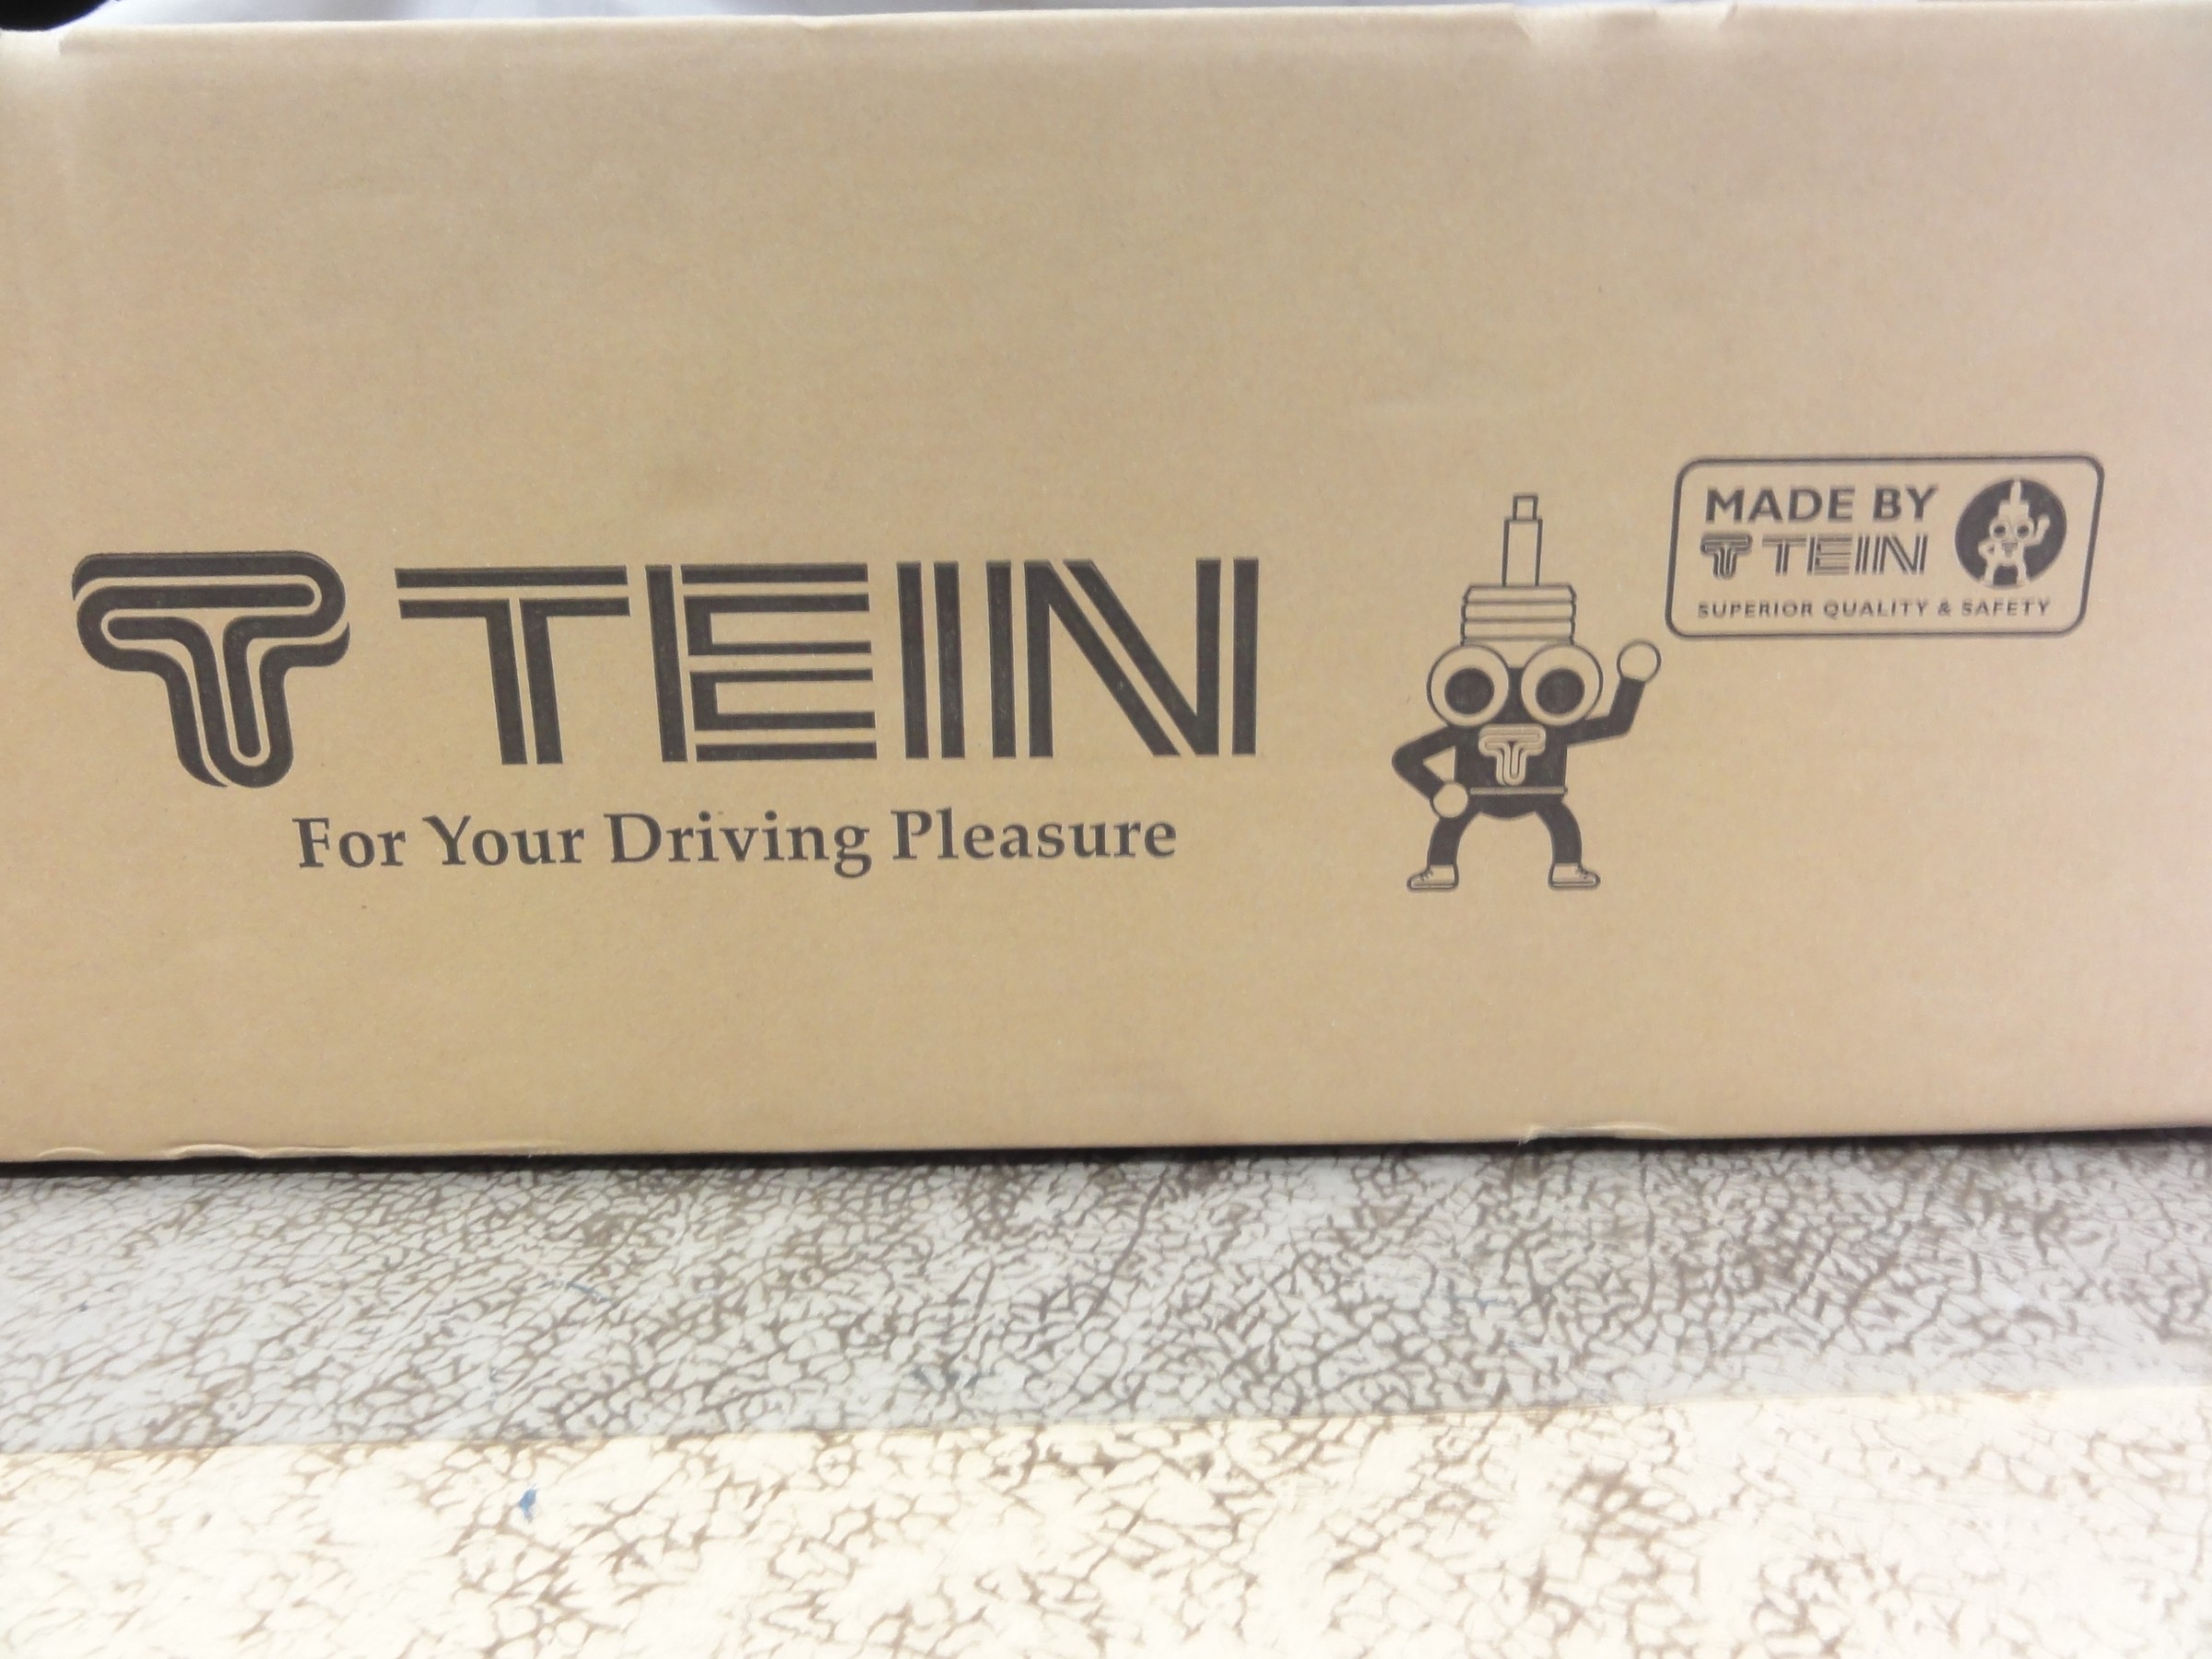 TEIN
For Your Driving Pleasure
MADE BY
TEIN
SUPERIOR QUALITY & SAFETY